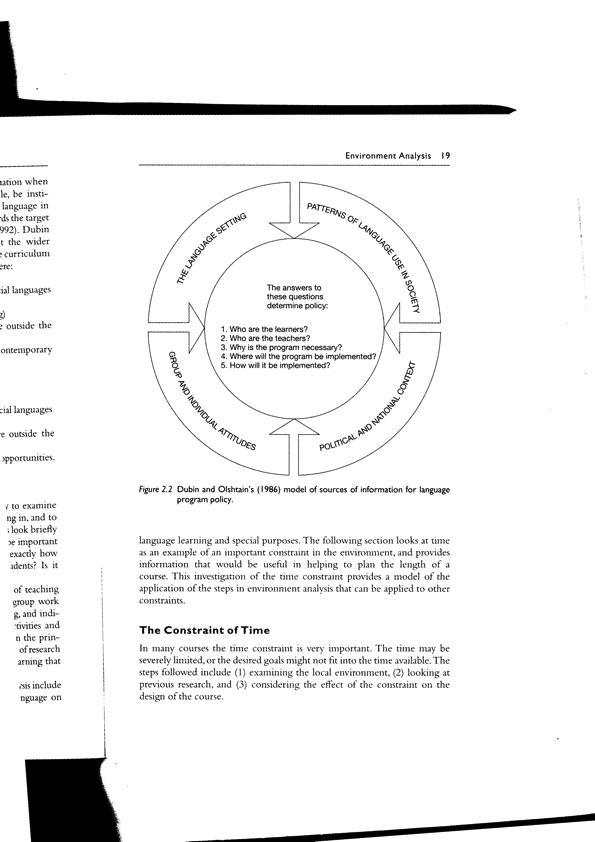 nation when
le, be insti-
language in
rds the target
992). Dubin
t the wider
e curriculum
ere:
ial languages
g)
e outside the
ontemporary
cial languages
e outside the
opportunities.
y to examine
ng in, and to
look briefly
be important
exactly how
idents? Is it
of teaching
group work
g, and indi-
tivities and
n the prin-
of research
arning that
sis include
nguage on
Environment Analysis 19
THE LANGUAGE SETTING
PATTERNS OF LANGUAGE USE IN SOCIETY
The answers to
these questions
determine policy:
1. Who are the learners?
2. Who are the teachers?
3. Why is the program necessary?
4. Where will the program be implemented?
5. How will it be implemented?
GROUP AND INDIVIDUAL ATTITUDES
POLITICAL AND NATIONAL CONTEXT
Figure 2.2 Dubin and Olshtain's (1986) model of sources of information for language
program policy.
language learning and special purposes. The following section looks at time
as an example of an important constraint in the environment, and provides
information that would be useful in helping to plan the length of a
course. This investigation of the time constraint provides a model of the
application of the steps in environment analysis that can be applied to other
constraints.
The Constraint of Time
In many courses the time constraint is very important. The time may be
severely limited, or the desired goals might not fit into the time available. The
steps followed include (1) examining the local environment, (2) looking at
previous research, and (3) considering the effect of the constraint on the
design of the course.